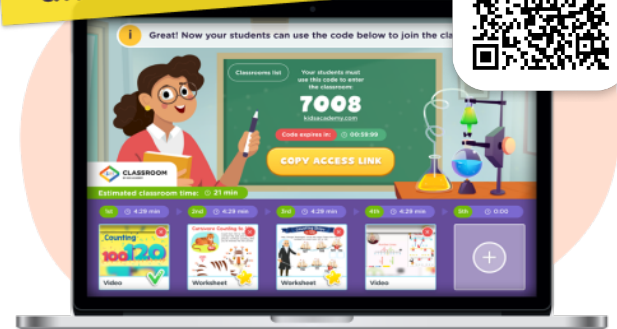 i Great! Now your students can use the code below to join the cla
Classrooms list
Your students must
use this code to enter
the classroom:
7008
kidsacademy.com
Code expires in: 00:59:99
COPY ACCESS LINK
CLASSROOM
Estimated classroom time: 21 min
1st 4.29 min 2nd 4.29 min 3rd 4.29 min 4th 4.29 min 5th 0:00
Counting
100 120
Video
Worksheet
Worksheet
Video